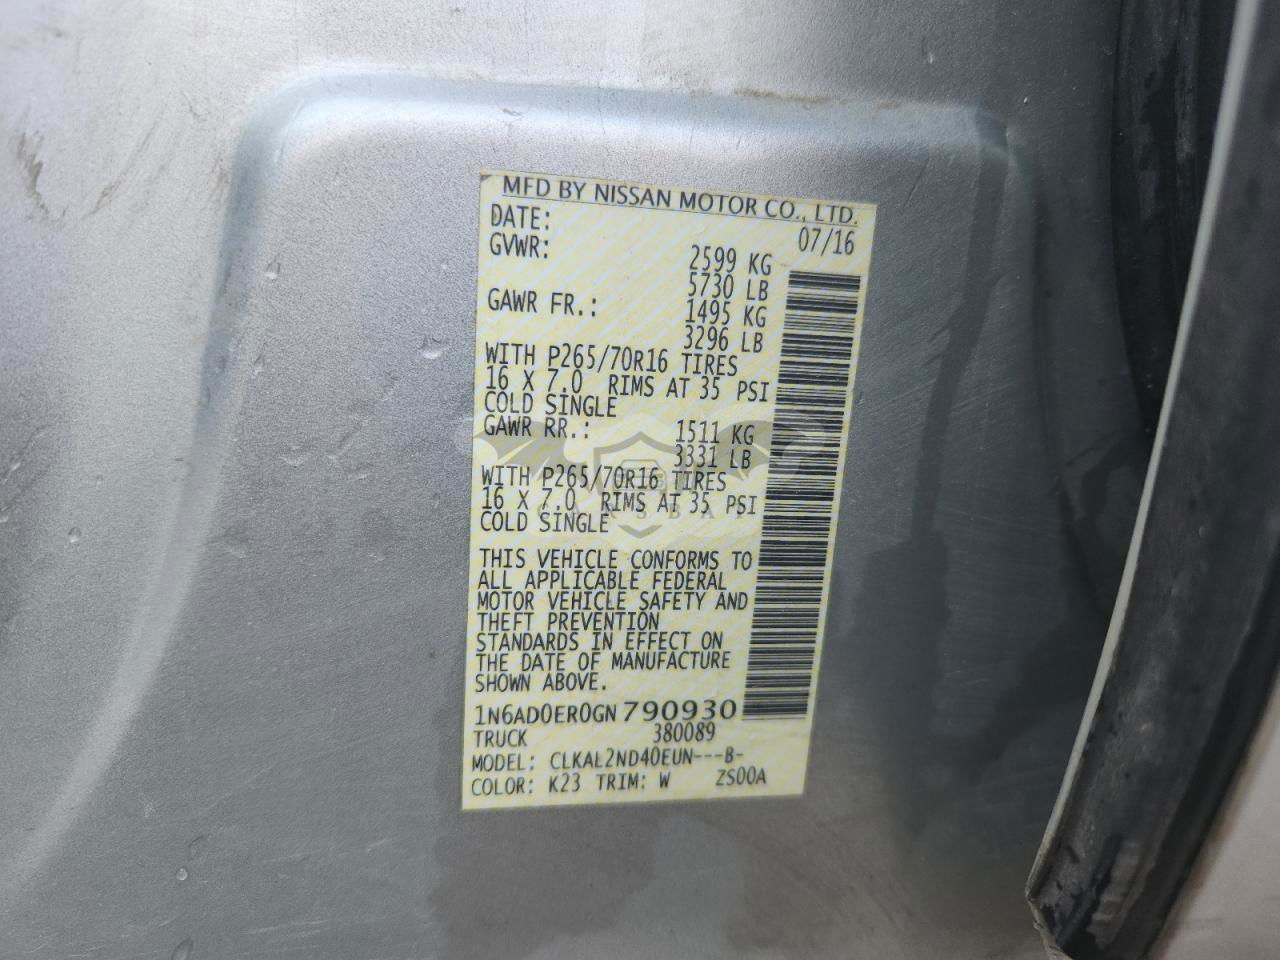 MFD BY NISSAN MOTOR CO., LTD.
DATE: 07/16
GVWR: 2599 KG
5730 LB
GAWR FR.: 1495 KG
3296 LB
WITH P265/70R16 TIRES
16 X 7.0 RIMS AT 35 PSI
COLD SINGLE
GAWR RR.: 1511 KG
3331 LB
WITH P265/70R16 TIRES
16 X 7.0 RIMS AT 35 PSI
COLD SINGLE
THIS VEHICLE CONFORMS TO
ALL APPLICABLE FEDERAL
MOTOR VEHICLE SAFETY AND
THEFT PREVENTION
STANDARDS IN EFFECT ON
THE DATE OF MANUFACTURE
SHOWN ABOVE.
1N6AD0ER0GN790930
TRUCK 380089
MODEL: CLKAL2ND40EUN---B-
COLOR: K23 TRIM: W ZS00A